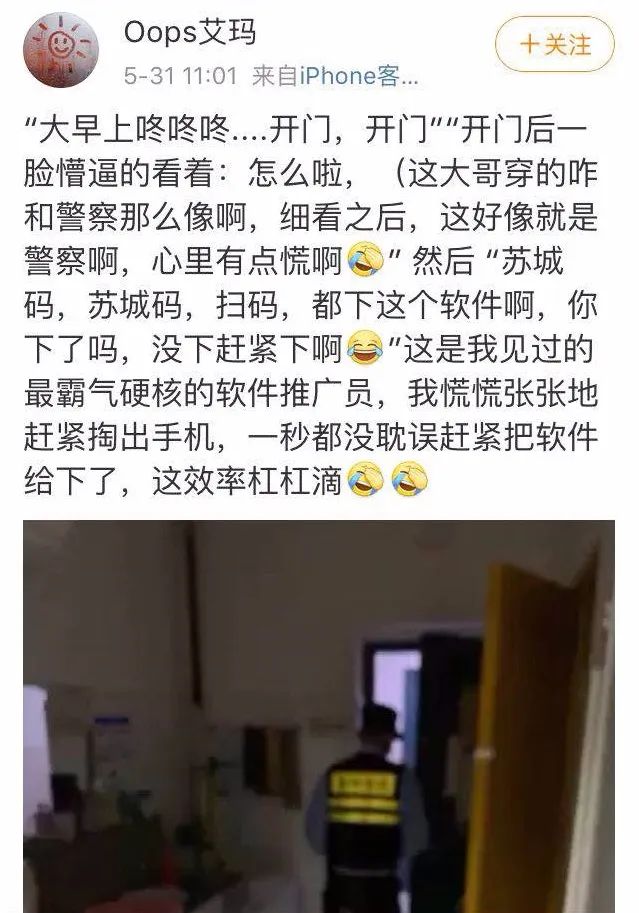 Oops艾玛
+关注
5-31 11:01 来自iPhone客...
“大早上咚咚咚....开门，开门”“开门后一
脸懵逼的看着：怎么啦，（这大哥穿的咋
和警察那么像啊，细看之后，这好像就是
警察啊，心里有点慌啊🤣” 然后 “苏城
码，苏城码，扫码，都下这个软件啊，你
下了吗，没下赶紧下啊😂”这是我见过的
最霸气硬核的软件推广员，我慌慌张张地
赶紧掏出手机，一秒都没耽误赶紧把软件
给下了，这效率杠杠滴🤣🤣